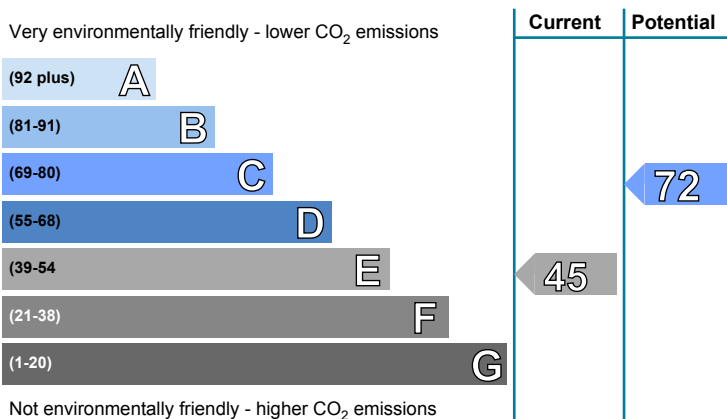 Current Potential
Very environmentally friendly - lower CO2 emissions
(92 plus) A
(81-91) B
(69-80) C
72
(55-68) D
(39-54 E
45
(21-38) F
(1-20) G
Not environmentally friendly - higher CO2 emissions